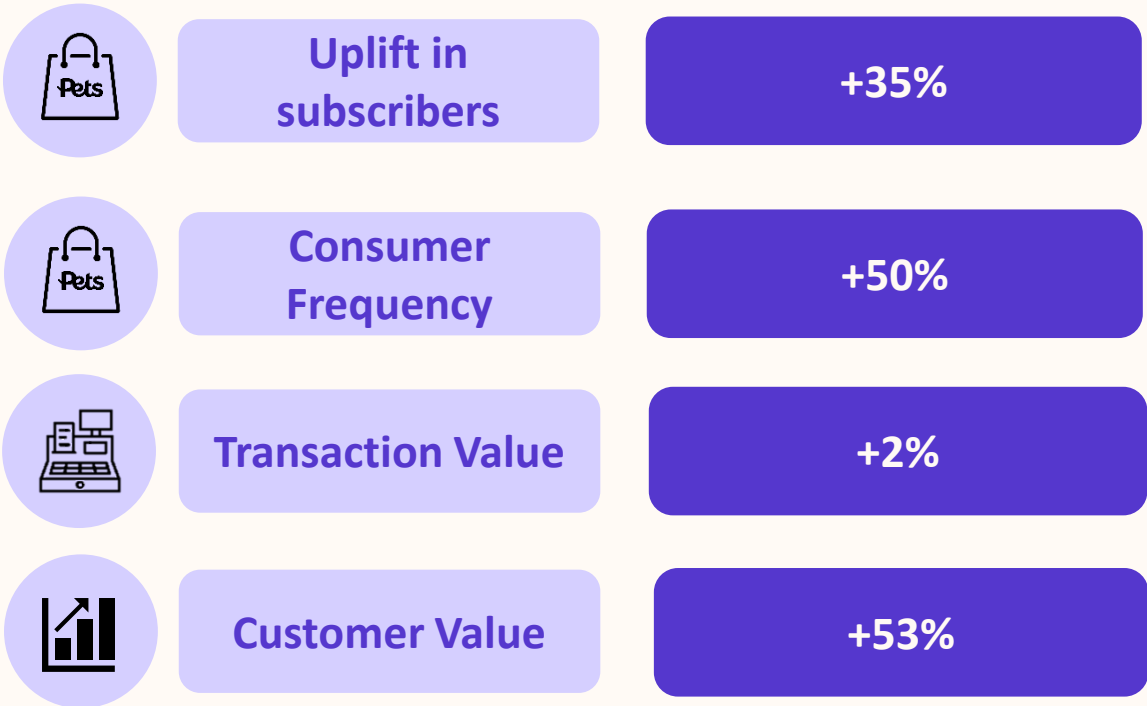 Pets
Uplift in
subscribers
+35%
Pets
Consumer
Frequency
+50%
Transaction Value
+2%
Customer Value
+53%